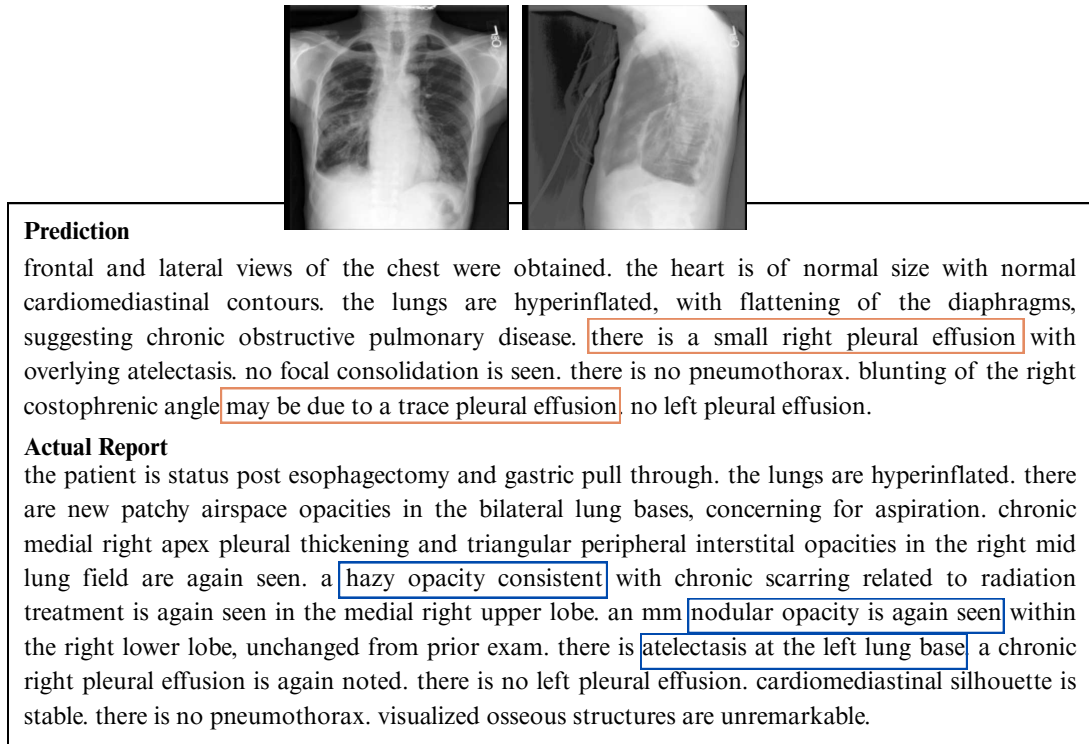 Prediction
frontal and lateral views of the chest were obtained. the heart is of normal size with normal
cardiomediastinal contours. the lungs are hyperinflated, with flattening of the diaphragms,
suggesting chronic obstructive pulmonary disease. there is a small right pleural effusion with
overlying atelectasis. no focal consolidation is seen. there is no pneumothorax. blunting of the right
costophrenic angle may be due to a trace pleural effusion. no left pleural effusion.
Actual Report
the patient is status post esophagectomy and gastric pull through. the lungs are hyperinflated. there
are new patchy airspace opacities in the bilateral lung bases, concerning for aspiration. chronic
medial right apex pleural thickening and triangular peripheral interstital opacities in the right mid
lung field are again seen. a hazy opacity consistent with chronic scarring related to radiation
treatment is again seen in the medial right upper lobe. an mm nodular opacity is again seen within
the right lower lobe, unchanged from prior exam. there is atelectasis at the left lung base. a chronic
right pleural effusion is again noted. there is no left pleural effusion. cardiomediastinal silhouette is
stable. there is no pneumothorax. visualized osseous structures are unremarkable.